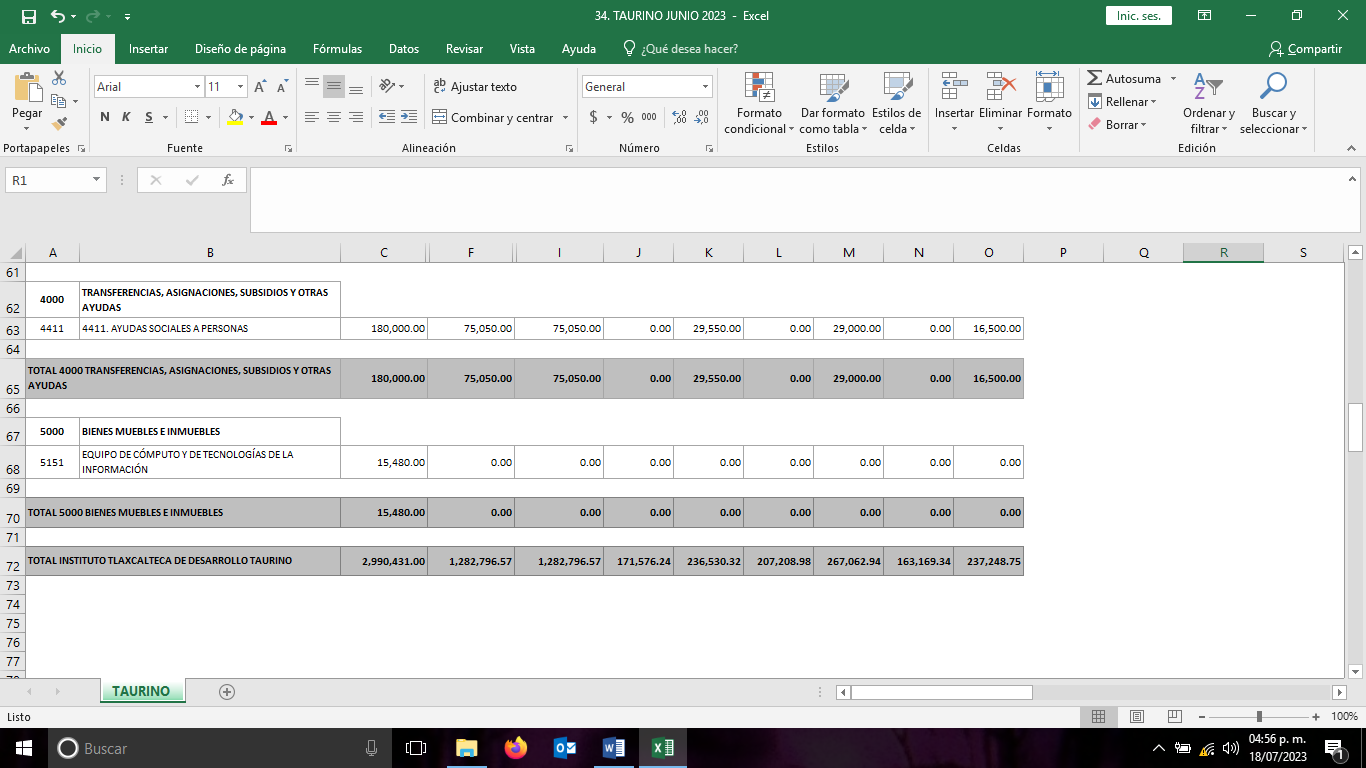 34. TAURINO JUNIO 2023 - Excel
Inic. ses.
Archivo Inicio Insertar Diseño de página Fórmulas Datos Revisar Vista Ayuda ¿Qué desea hacer? Compartir
Pegar
Arial 11
N K S
Ajustar texto
Combinar y centrar
General
$ % 000
Formato condicional
Dar formato como tabla
Estilos de celda
Insertar Eliminar Formato
Autosuma
Rellenar
Borrar
Ordenar y filtrar
Buscar y seleccionar
Portapapeles Fuente Alineación Número Estilos Celdas Edición
R1 fx
A B C F I J K L M N O P Q R S
61
62 4000 TRANSFERENCIAS, ASIGNACIONES, SUBSIDIOS Y OTRAS AYUDAS
63 4411 4411. AYUDAS SOCIALES A PERSONAS 180,000.00 75,050.00 75,050.00 0.00 29,550.00 0.00 29,000.00 0.00 16,500.00
64
65 TOTAL 4000 TRANSFERENCIAS, ASIGNACIONES, SUBSIDIOS Y OTRAS AYUDAS 180,000.00 75,050.00 75,050.00 0.00 29,550.00 0.00 29,000.00 0.00 16,500.00
66
67 5000 BIENES MUEBLES E INMUEBLES
68 5151 EQUIPO DE CÓMPUTO Y DE TECNOLOGÍAS DE LA INFORMACIÓN 15,480.00 0.00 0.00 0.00 0.00 0.00 0.00 0.00 0.00
69
70 TOTAL 5000 BIENES MUEBLES E INMUEBLES 15,480.00 0.00 0.00 0.00 0.00 0.00 0.00 0.00 0.00
71
72 TOTAL INSTITUTO TLAXCALTECA DE DESARROLLO TAURINO 2,990,431.00 1,282,796.57 1,282,796.57 171,576.24 236,530.32 207,208.98 267,062.94 163,169.34 237,248.75
73
74
75
76
77
TAURINO
Listo 100%
Buscar
04:56 p. m.
18/07/2023
1